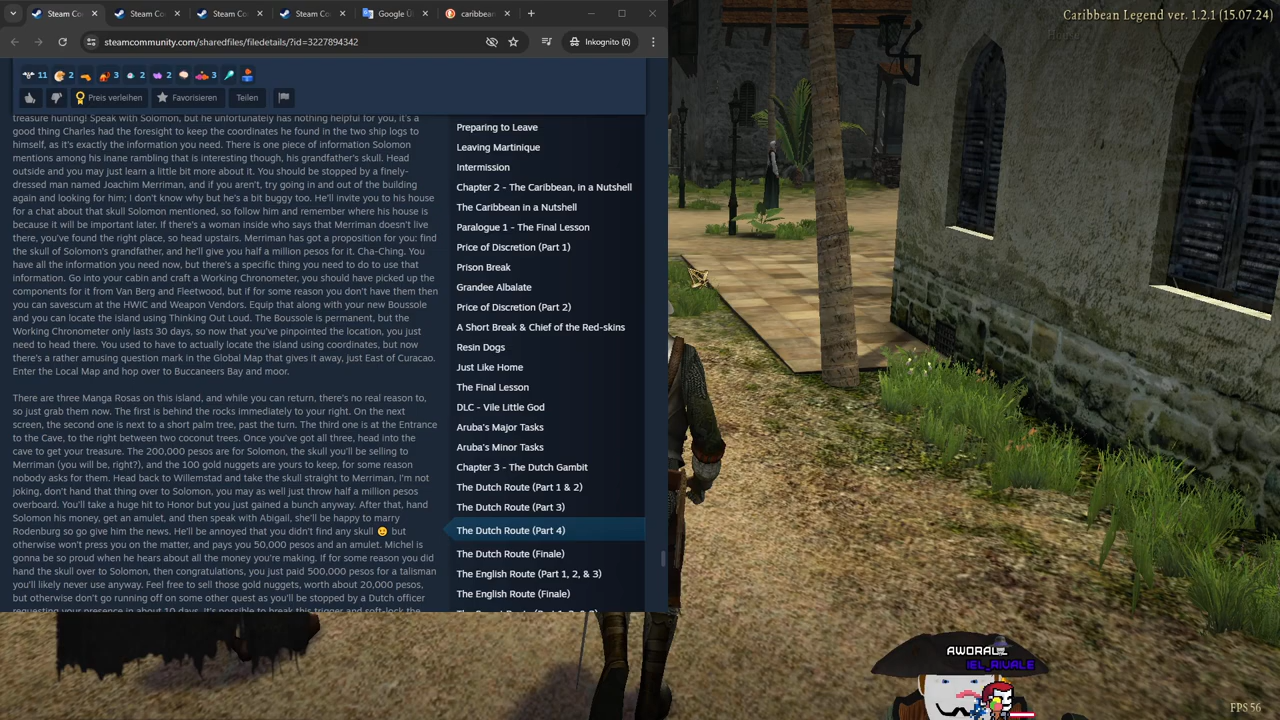 Steam Co
Steam Co
Steam Co
Steam Co
Google Ü
caribbean
steamcommunity.com/sharedfiles/filedetails/?id=3227894342
Inkognito (6)
11 2 3 2 2 3
Preis verleihen
Favorisieren
Teilen
treasure hunting! Speak with Solomon, but he unfortunately has nothing helpful for you, it's a
good thing Charles had the foresight to keep the coordinates he found in the two ship logs to
himself, as it's exactly the information you need. There is one piece of information Solomon
mentions among his inane rambling that is interesting though, his grandfather's skull. Head
outside and you may just learn a little bit more about it. You should be stopped by a finely-
dressed man named Joachim Merriman, and if you aren't, try going in and out of the building
again and looking for him; I don't know why but he's a bit buggy too. He'll invite you to his house
for a chat about that skull Solomon mentioned, so follow him and remember where his house is
because it will be important later. If there's a woman inside who says that Merriman doesn't live
there, you've found the right place, so head upstairs. Merriman has got a proposition for you: find
the skull of Solomon's grandfather, and he'll give you half a million pesos for it. Cha-Ching. You
have all the information you need now, but there's a specific thing you need to do to use that
information. Go into your cabin and craft a Working Chronometer, you should have picked up the
components for it from Van Berg and Fleetwood, but if for some reason you don't have them then
you can savescum at the HWIC and Weapon Vendors. Equip that along with your new Boussole
and you can locate the island using Thinking Out Loud. The Boussole is permanent, but the
Working Chronometer only lasts 30 days, so now that you've pinpointed the location, you just
need to head there. You used to have to actually locate the island using coordinates, but now
there's a rather amusing question mark in the Global Map that gives it away, just East of Curacao.
Enter the Local Map and hop over to Buccaneers Bay and moor.
There are three Manga Rosas on this island, and while you can return, there's no real reason to,
so just grab them now. The first is behind the rocks immediately to your right. On the next
screen, the second one is next to a short palm tree, past the turn. The third one is at the Entrance
to the Cave, to the right between two coconut trees. Once you've got all three, head into the
cave to get your treasure. The 200,000 pesos are for Solomon, the skull you'll be selling to
Merriman (you will be, right?), and the 100 gold nuggets are yours to keep, for some reason
nobody asks for them. Head back to Willemstad and take the skull straight to Merriman, I'm not
joking, don't hand that thing over to Solomon, you may as well just throw half a million pesos
overboard. You'll take a huge hit to Honor but you just gained a bunch anyway. After that, hand
Solomon his money, get an amulet, and then speak with Abigail, she'll be happy to marry
Rodenburg so go give him the news. He'll be annoyed that you didn't find any skull 😉 but
otherwise won't press you on the matter, and pays you 50,000 pesos and an amulet. Michel is
gonna be so proud when he hears about all the money you're making. If for some reason you did
hand the skull over to Solomon, then congratulations, you just paid 500,000 pesos for a talisman
you'll likely never use anyway. Feel free to sell those gold nuggets, worth about 20,000 pesos,
but otherwise don't go running off on some other quest as you'll be stopped by a Dutch officer
requesting your presence in about 10 days. It's possible to break this trigger and soft-lock the
Preparing to Leave
Leaving Martinique
Intermission
Chapter 2 - The Caribbean, in a Nutshell
The Caribbean in a Nutshell
Paralogue 1 - The Final Lesson
Price of Discretion (Part 1)
Prison Break
Grandee Albalate
Price of Discretion (Part 2)
A Short Break & Chief of the Red-skins
Resin Dogs
Just Like Home
The Final Lesson
DLC - Vile Little God
Aruba's Major Tasks
Aruba's Minor Tasks
Chapter 3 - The Dutch Gambit
The Dutch Route (Part 1 & 2)
The Dutch Route (Part 3)
The Dutch Route (Part 4)
The Dutch Route (Finale)
The English Route (Part 1, 2, & 3)
The English Route (Finale)
Caribbean Legend ver. 1.2.1 (15.07.24)
House
IEL_RIVALE
FPS 56